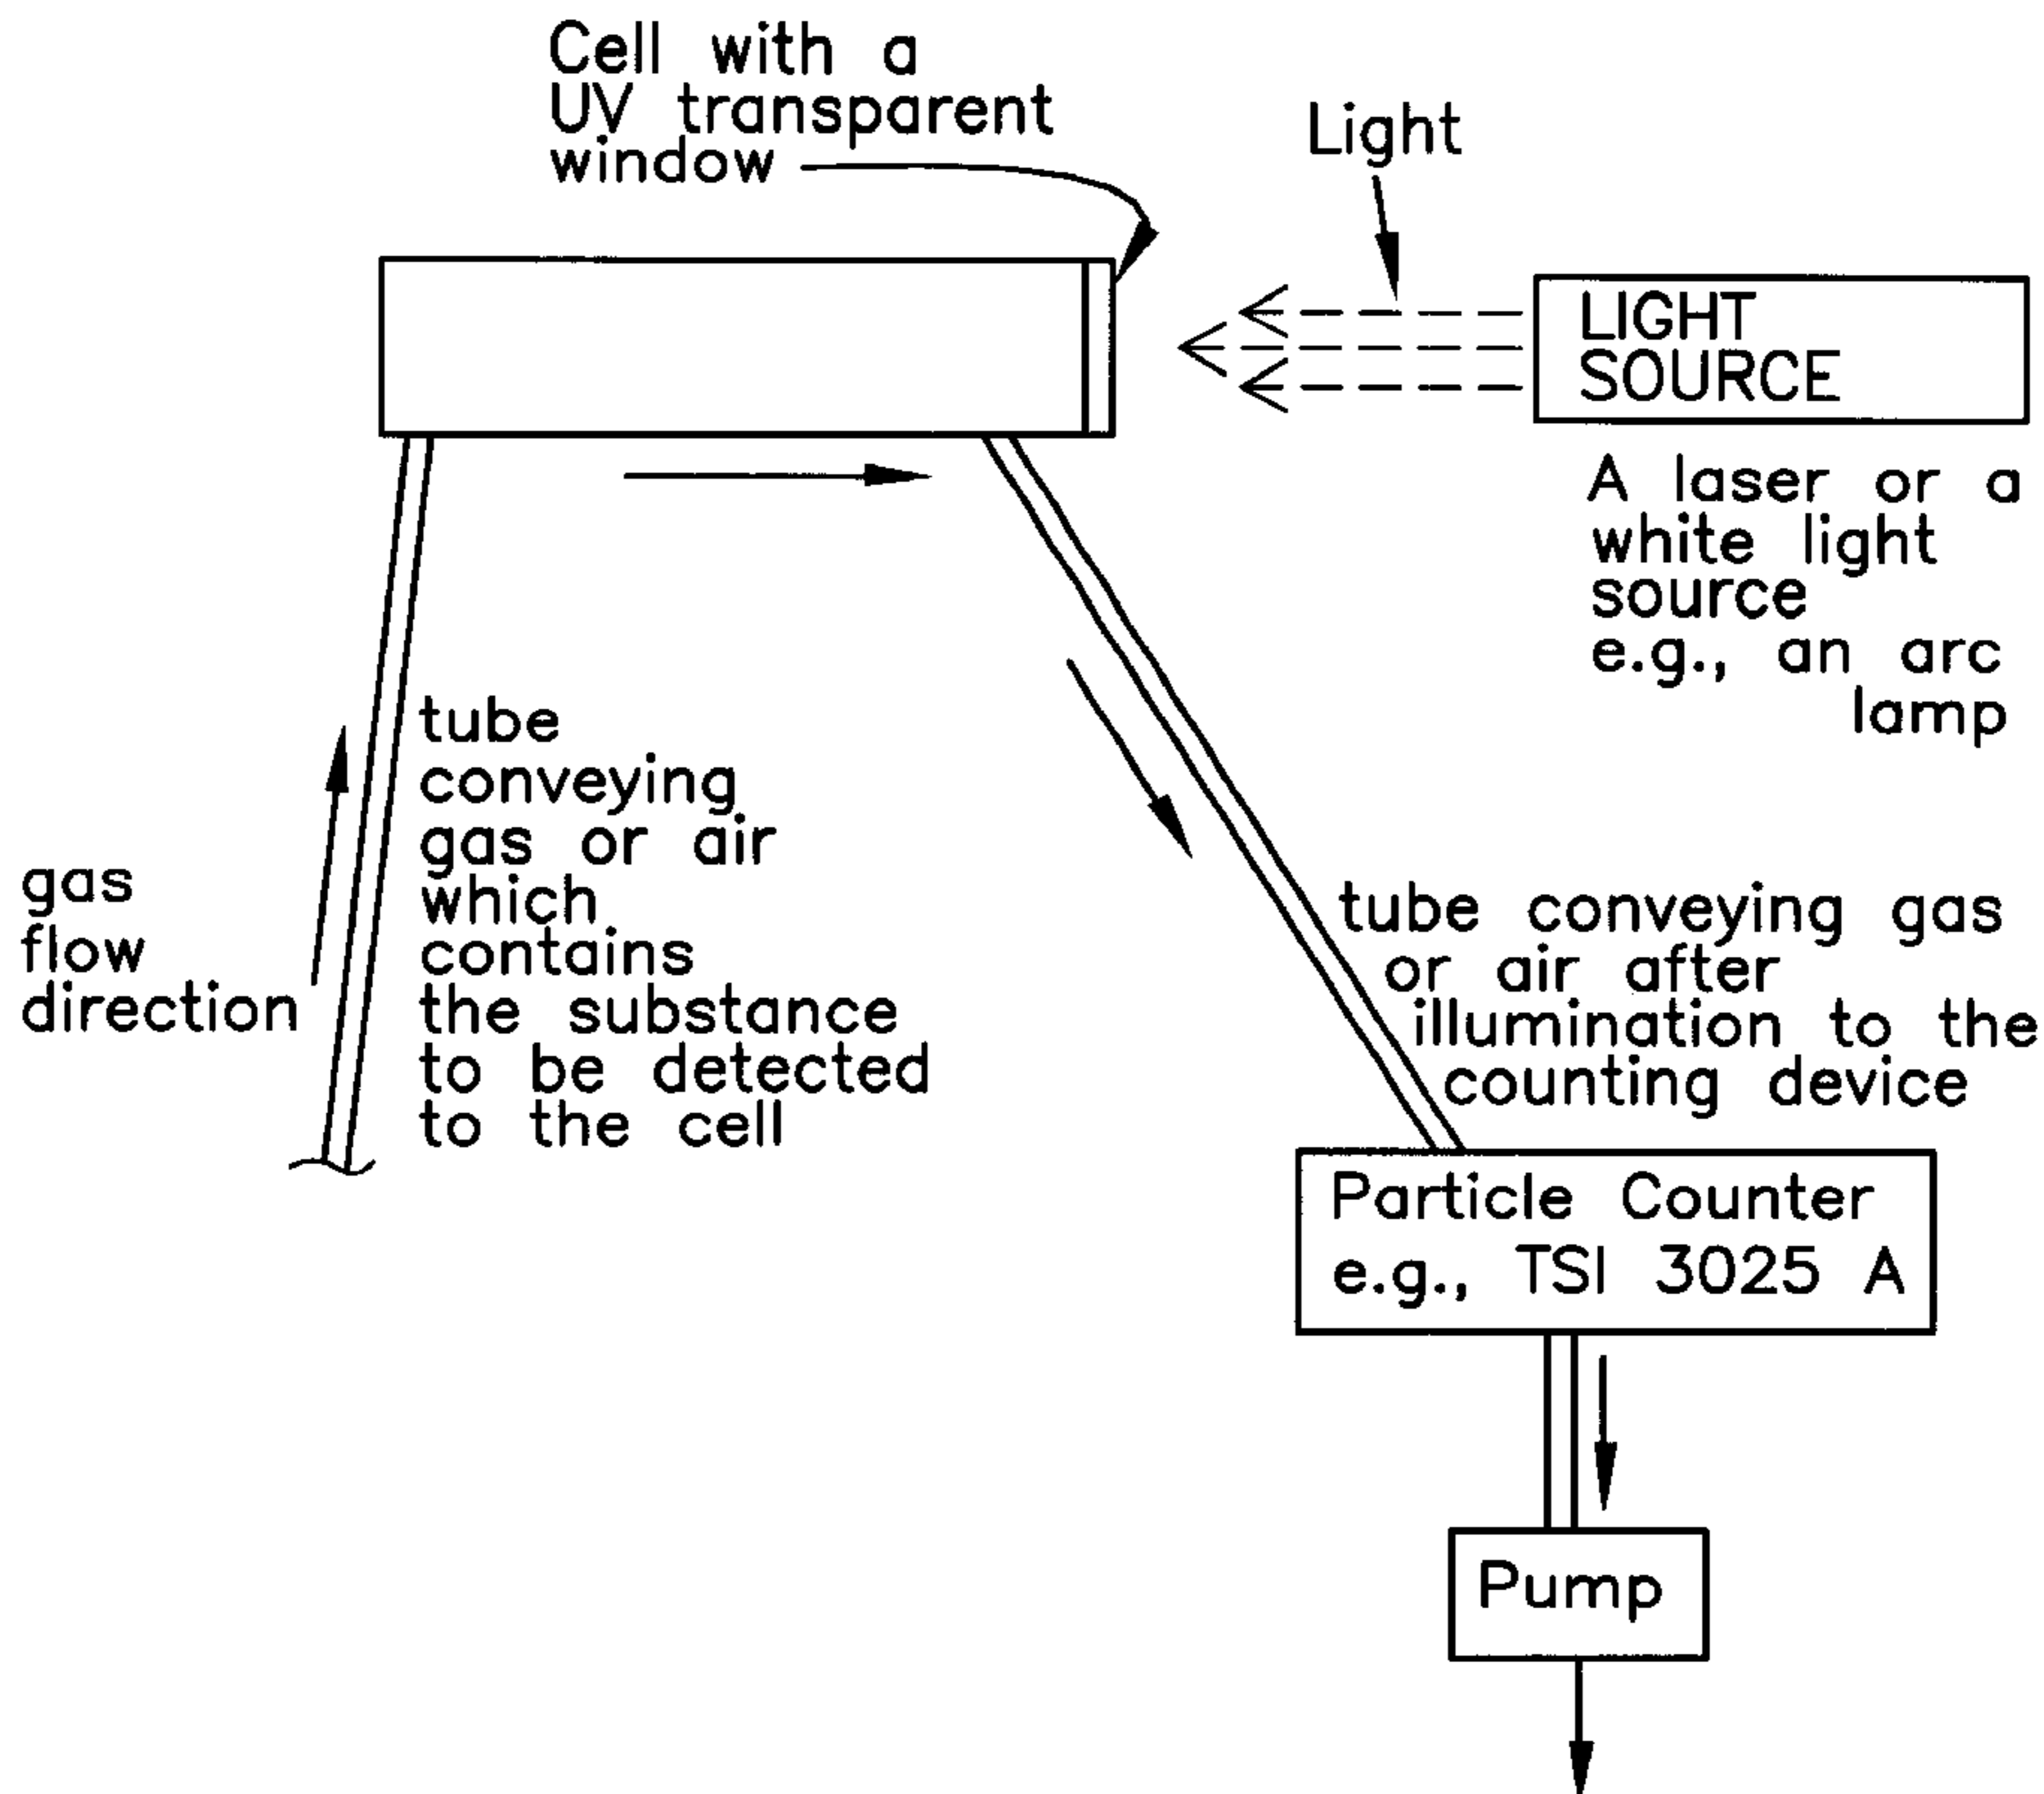 Cell with a
UV transparent
window
Light
LIGHT
SOURCE
A laser or a
white light
source
e.g., an arc
lamp
tube
conveying
gas or air
which
contains
the substance
to be detected
to the cell
gas
flow
direction
tube conveying gas
or air after
illumination to the
counting device
Particle Counter
e.g., TSI 3025 A
Pump